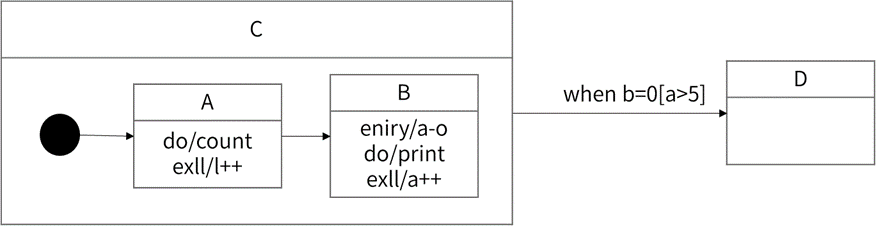 C
A
do/count
exll/l++
B
eniry/a-o
do/print
exll/a++
when b=0[a>5]
D